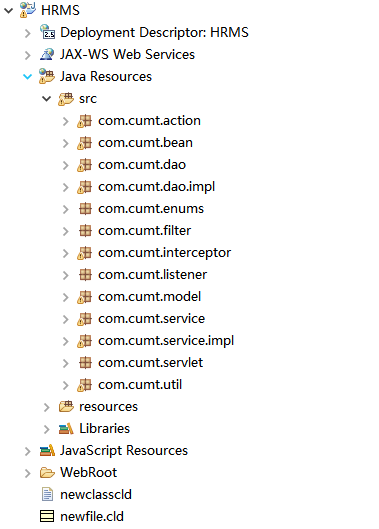 HRMS
Deployment Descriptor: HRMS
JAX-WS Web Services
Java Resources
src
com.cumt.action
com.cumt.bean
com.cumt.dao
com.cumt.dao.impl
com.cumt.enums
com.cumt.filter
com.cumt.interceptor
com.cumt.listener
com.cumt.model
com.cumt.service
com.cumt.service.impl
com.cumt.servlet
com.cumt.util
resources
Libraries
JavaScript Resources
WebRoot
newclasscld
newfile.cld